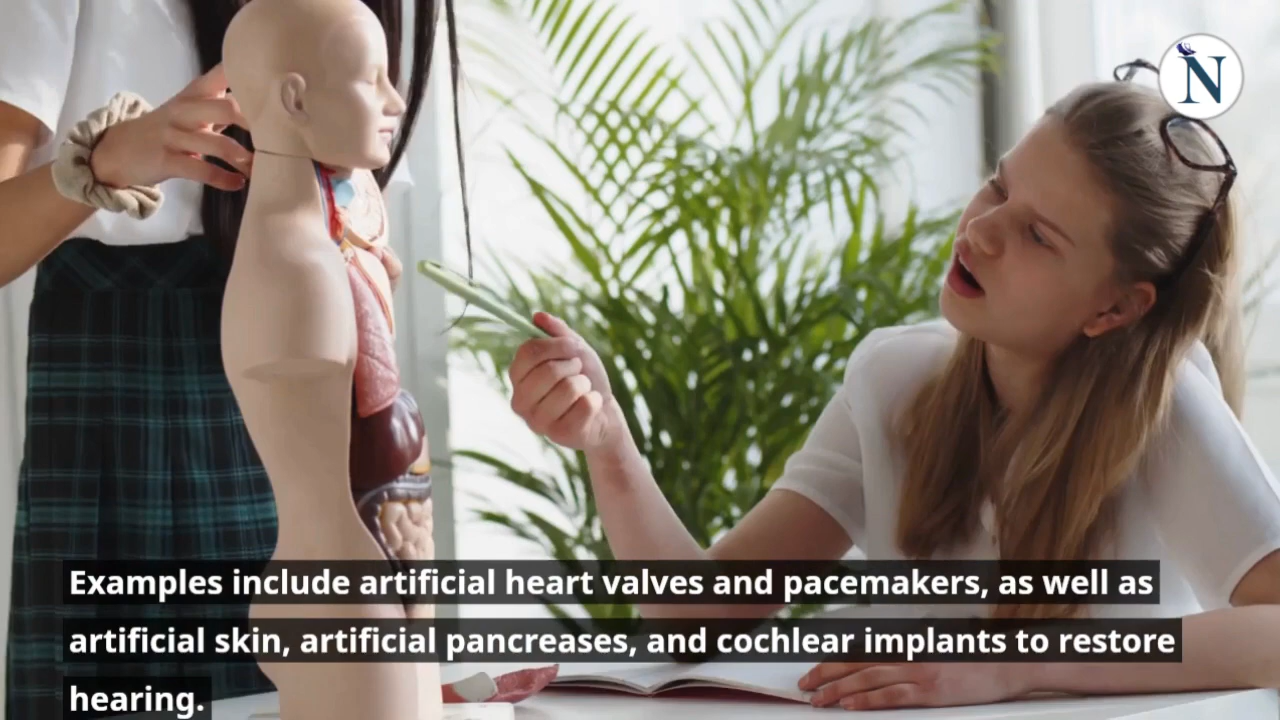 N
Examples include artificial heart valves and pacemakers, as well as
artificial skin, artificial pancreases, and cochlear implants to restore
hearing.